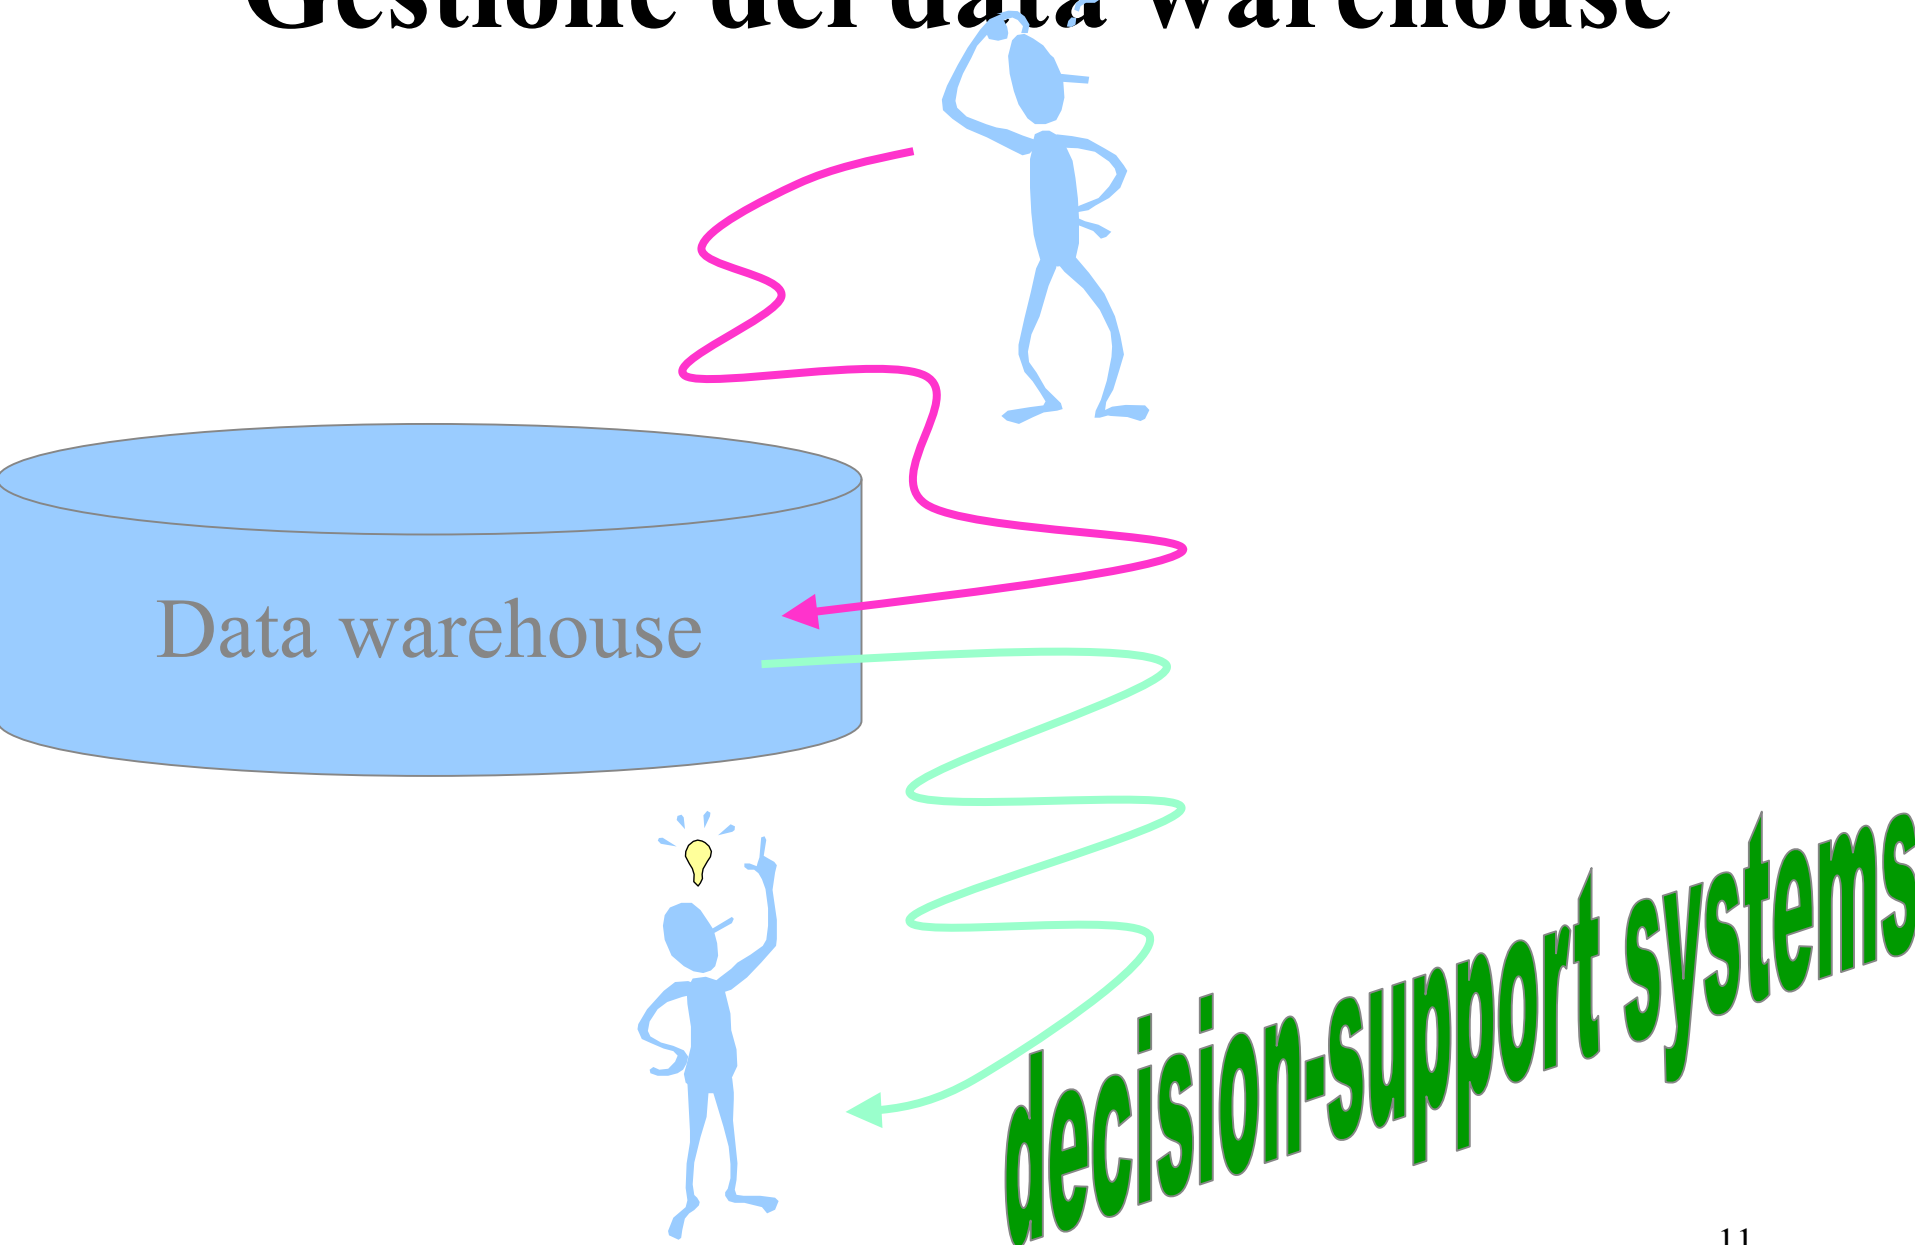 Gestione del data warehouse
Data warehouse
decision-support systems
11